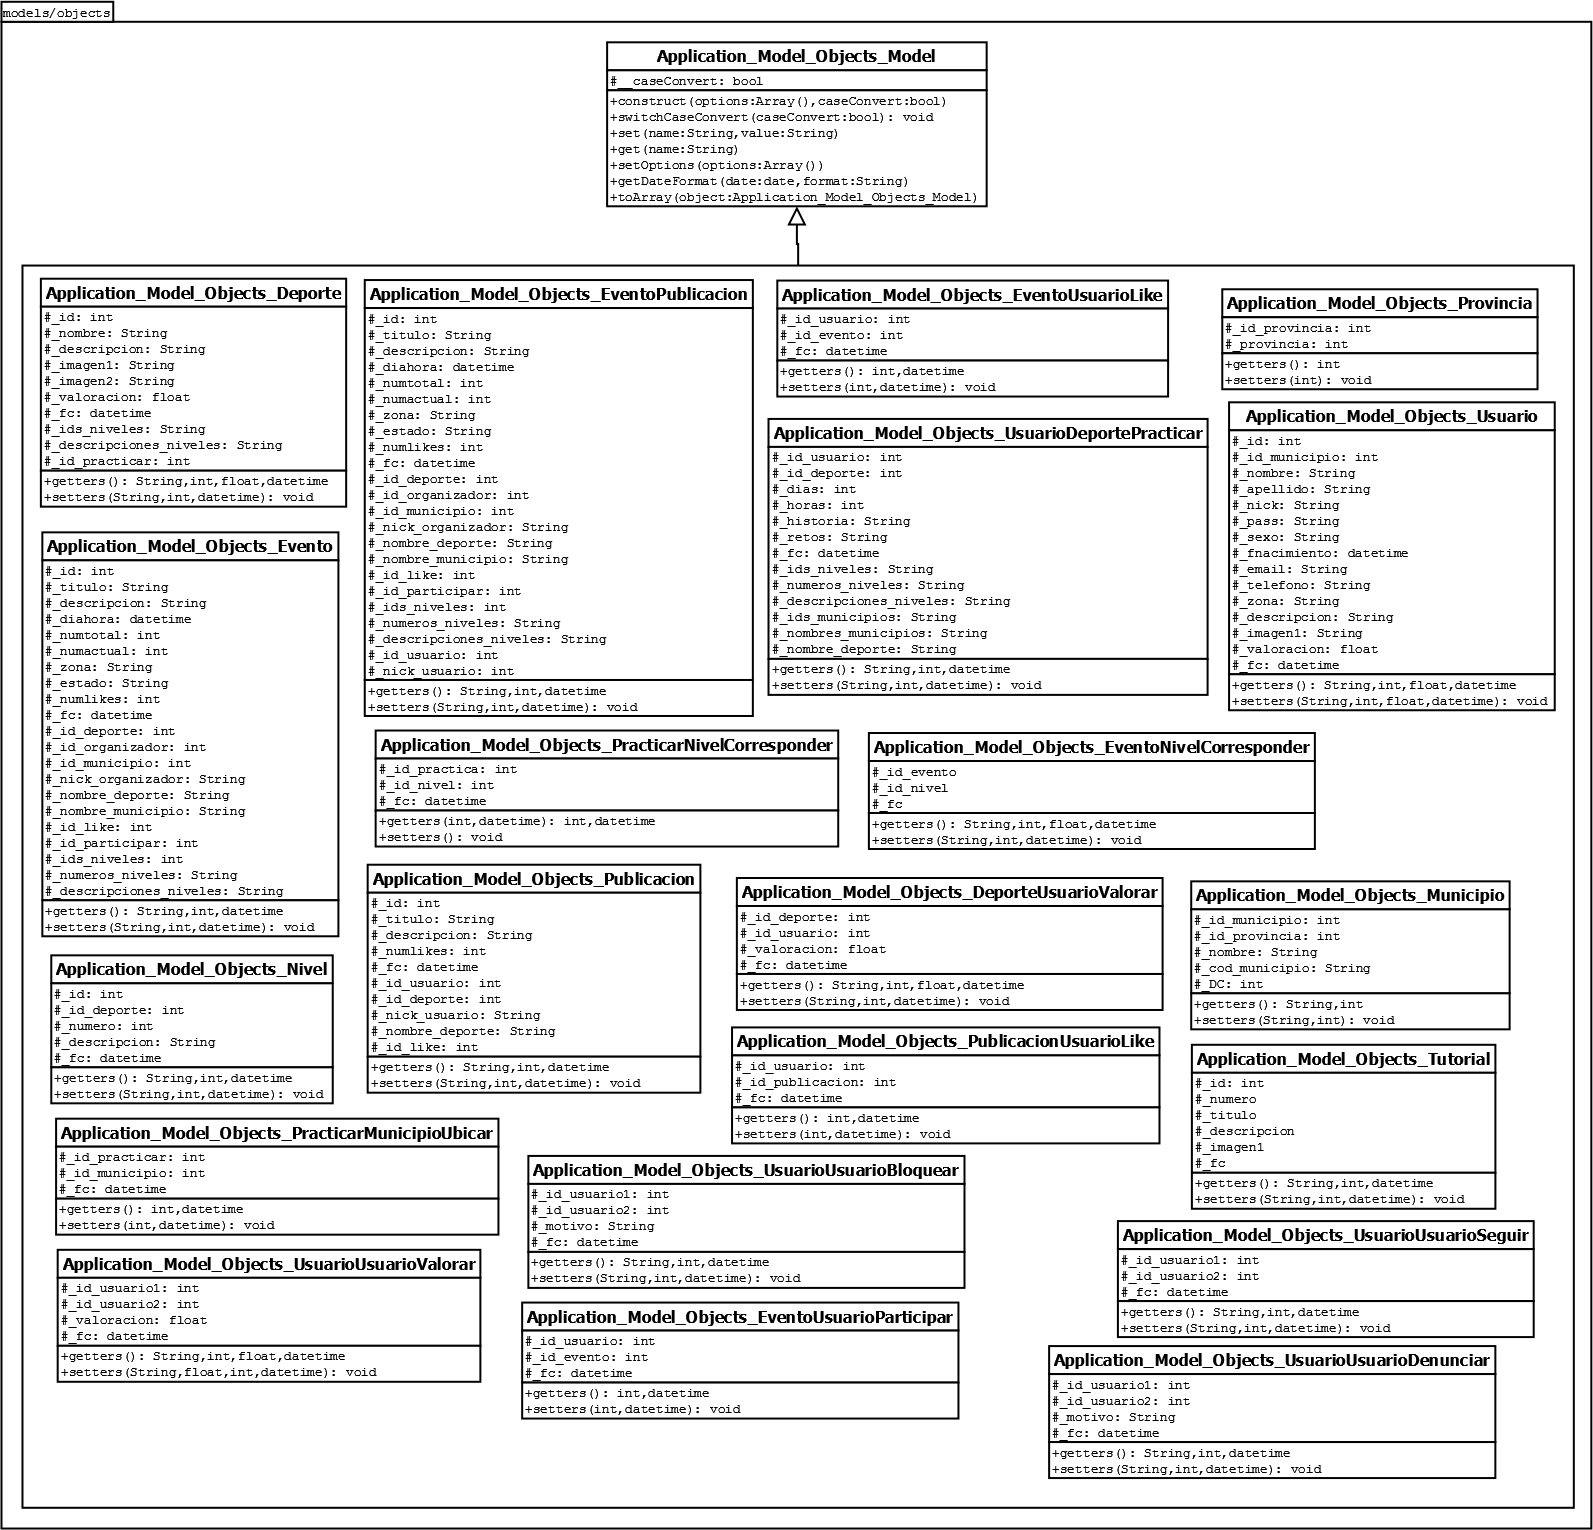 models/objects
Application_Model_Objects_Model
#__caseConvert: bool
+construct(options:Array(),caseConvert:bool)
+switchCaseConvert(caseConvert:bool): void
+set(name:String,value:String)
+get(name:String)
+setOptions(options:Array())
+getDateFormat(date:date,format:String)
+toArray(object:Application_Model_Objects_Model)
Application_Model_Objects_Deporte
#_id: int
#_nombre: String
#_descripcion: String
#_imagen1: String
#_imagen2: String
#_valoracion: float
#_fc: datetime
#_ids_niveles: String
#_descripciones_niveles: String
#_id_practicar: int
+getters(): String,int,float,datetime
+setters(String,int,datetime): void
Application_Model_Objects_EventoPublicacion
#_id: int
#_titulo: String
#_descripcion: String
#_diahora: datetime
#_numtotal: int
#_numactual: int
#_zona: String
#_estado: String
#_numlikes: int
#_fc: datetime
#_id_deporte: int
#_id_organizador: int
#_id_municipio: int
#_nick_organizador: String
#_nombre_deporte: String
#_nombre_municipio: String
#_id_like: int
#_id_participar: int
#_ids_niveles: int
#_numeros_niveles: String
#_descripciones_niveles: String
#_id_usuario: int
#_nick_usuario: int
+getters(): String,int,datetime
+setters(String,int,datetime): void
Application_Model_Objects_EventoUsuarioLike
#_id_usuario: int
#_id_evento: int
#_fc: datetime
+getters(): int,datetime
+setters(int,datetime): void
Application_Model_Objects_Provincia
#_id_provincia: int
#_provincia: int
+getters(): int
+setters(int): void
Application_Model_Objects_UsuarioDeportePracticar
#_id_usuario: int
#_id_deporte: int
#_dias: int
#_horas: int
#_historia: String
#_retos: String
#_fc: datetime
#_ids_niveles: String
#_numeros_niveles: String
#_descripciones_niveles: String
#_ids_municipios: String
#_nombres_municipios: String
#_nombre_deporte: String
+getters(): String,int,datetime
+setters(String,int,datetime): void
Application_Model_Objects_Usuario
#_id: int
#_id_municipio: int
#_nombre: String
#_apellido: String
#_nick: String
#_pass: String
#_sexo: String
#_fnacimiento: datetime
#_email: String
#_telefono: String
#_zona: String
#_descripcion: String
#_imagen1: String
#_valoracion: float
#_fc: datetime
+getters(): String,int,float,datetime
+setters(String,int,float,datetime): void
Application_Model_Objects_Evento
#_id: int
#_titulo: String
#_descripcion: String
#_diahora: datetime
#_numtotal: int
#_numactual: int
#_zona: String
#_estado: String
#_numlikes: int
#_fc: datetime
#_id_deporte: int
#_id_organizador: int
#_id_municipio: int
#_nick_organizador: String
#_nombre_deporte: String
#_nombre_municipio: String
#_id_like: int
#_id_participar: int
#_ids_niveles: int
#_numeros_niveles: String
#_descripciones_niveles: String
+getters(): String,int,datetime
+setters(String,int,datetime): void
Application_Model_Objects_PracticarNivelCorresponder
#_id_practica: int
#_id_nivel: int
#_fc: datetime
+getters(int,datetime): int,datetime
+setters(): void
Application_Model_Objects_EventoNivelCorresponder
#_id_evento
#_id_nivel
#_fc
+getters(): String,int,float,datetime
+setters(String,int,datetime): void
Application_Model_Objects_Publicacion
#_id: int
#_titulo: String
#_descripcion: String
#_numlikes: int
#_fc: datetime
#_id_usuario: int
#_id_deporte: int
#_nick_usuario: String
#_nombre_deporte: String
#_id_like: int
+getters(): String,int,datetime
+setters(String,int,datetime): void
Application_Model_Objects_DeporteUsuarioValorar
#_id_deporte: int
#_id_usuario: int
#_valoracion: float
#_fc: datetime
+getters(): String,int,float,datetime
+setters(String,int,datetime): void
Application_Model_Objects_Municipio
#_id_municipio: int
#_id_provincia: int
#_nombre: String
#_cod_municipio: String
#_DC: int
+getters(): String,int
+setters(String,int): void
Application_Model_Objects_Nivel
#_id: int
#_id_deporte: int
#_numero: int
#_descripcion: String
#_fc: datetime
+getters(): String,int,datetime
+setters(String,int,datetime): void
Application_Model_Objects_PublicacionUsuarioLike
#_id_usuario: int
#_id_publicacion: int
#_fc: datetime
+getters(): int,datetime
+setters(int,datetime): void
Application_Model_Objects_Tutorial
#_id: int
#_numero
#_titulo
#_descripcion
#_imagen1
#_fc
+getters(): String,int,datetime
+setters(String,int,datetime): void
Application_Model_Objects_PracticarMunicipioUbicar
#_id_practicar: int
#_id_municipio: int
#_fc: datetime
+getters(): int,datetime
+setters(int,datetime): void
Application_Model_Objects_UsuarioUsuarioBloquear
#_id_usuario1: int
#_id_usuario2: int
#_motivo: String
#_fc: datetime
+getters(): String,int,datetime
+setters(String,int,datetime): void
Application_Model_Objects_UsuarioUsuarioSeguir
#_id_usuario1: int
#_id_usuario2: int
#_fc: datetime
+getters(): String,int,datetime
+setters(String,int,datetime): void
Application_Model_Objects_UsuarioUsuarioValorar
#_id_usuario1: int
#_id_usuario2: int
#_valoracion: float
#_fc: datetime
+getters(): String,int,float,datetime
+setters(String,float,int,datetime): void
Application_Model_Objects_EventoUsuarioParticipar
#_id_usuario: int
#_id_evento: int
#_fc: datetime
+getters(): int,datetime
+setters(int,datetime): void
Application_Model_Objects_UsuarioUsuarioDenunciar
#_id_usuario1: int
#_id_usuario2: int
#_motivo: String
#_fc: datetime
+getters(): String,int,datetime
+setters(String,int,datetime): void